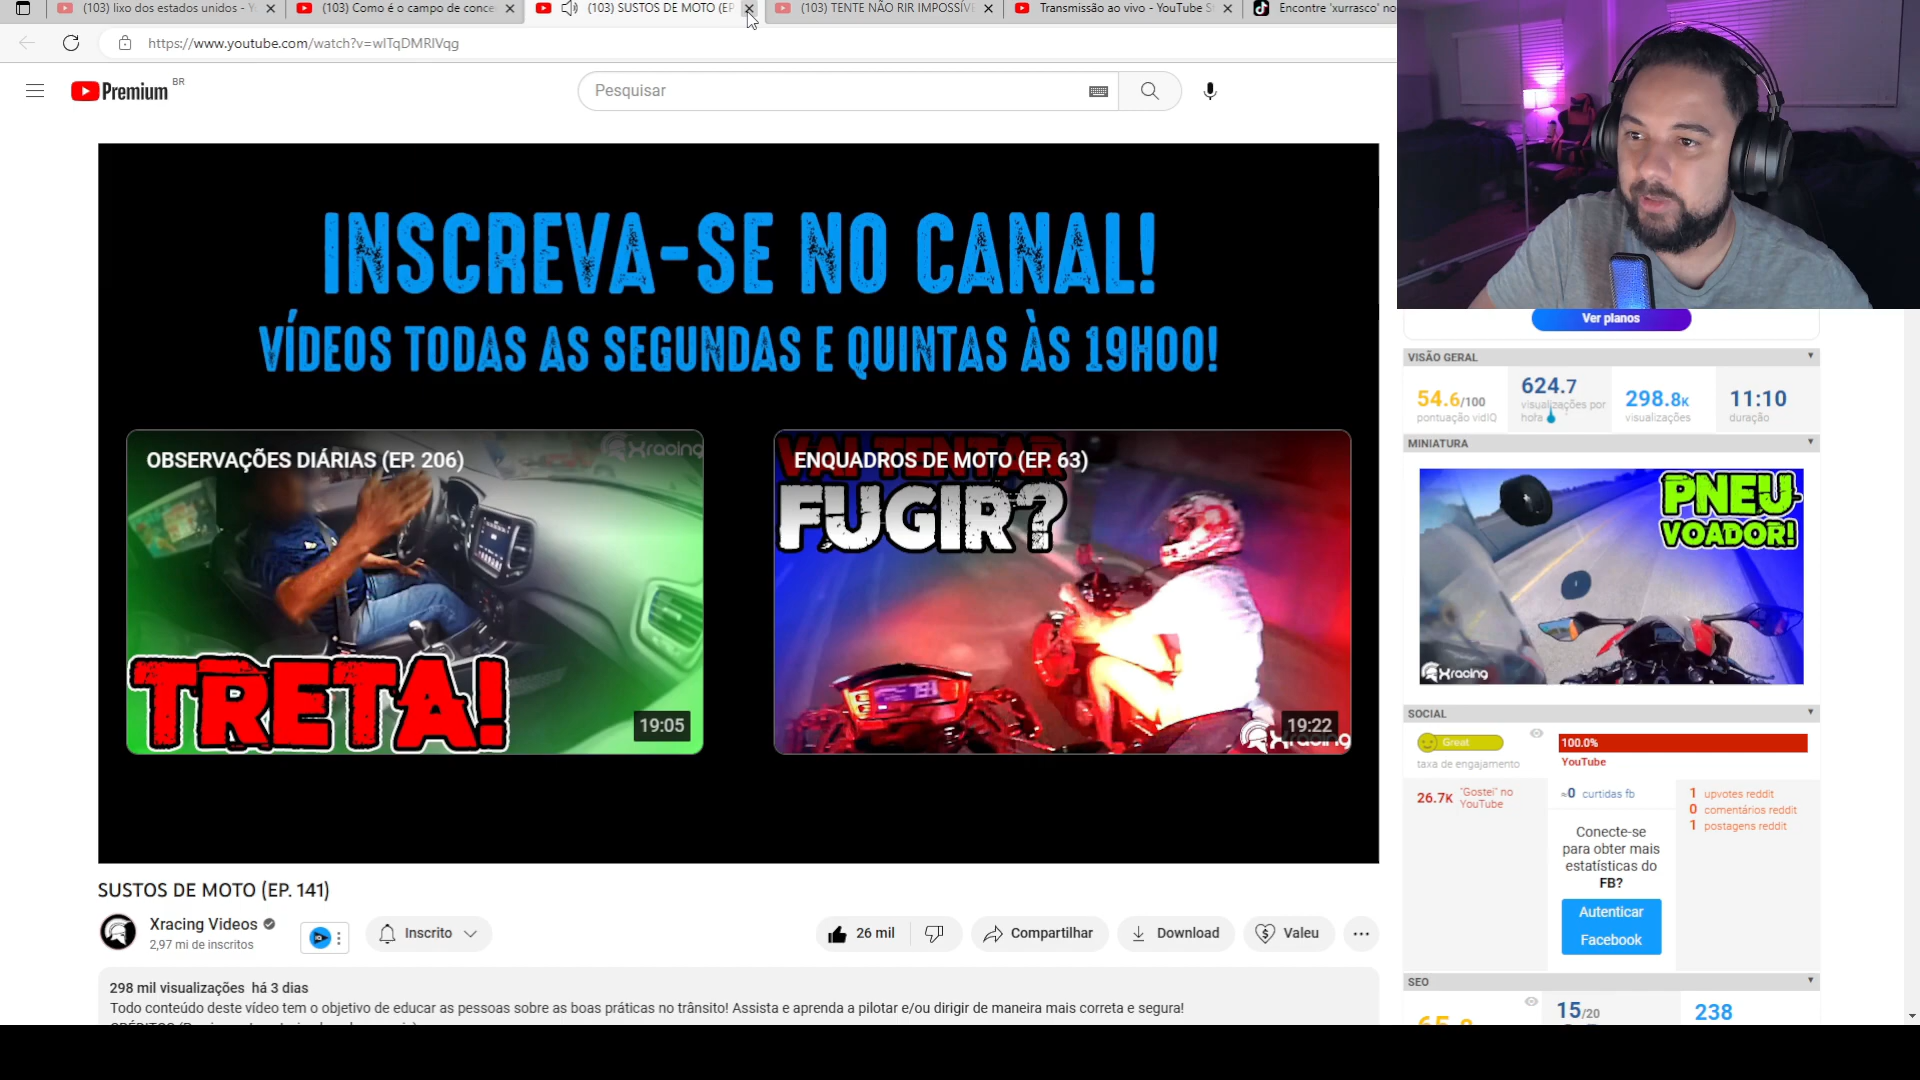 (103) lixo dos estados unidos - Y
(103) Como é o campo de conce
(103) SUSTOS DE MOTO (EP
(103) TENTE NÃO RIR IMPOSSÍV
Transmissão ao vivo - YouTube S
Encontre 'xurrasco' no
https://www.youtube.com/watch?v=wITqDMRlVqg
Premium BR
Pesquisar
INSCREVA-SE NO CANAL!
VÍDEOS TODAS AS SEGUNDAS E QUINTAS ÀS 19H00!
OBSERVAÇÕES DIÁRIAS (EP. 206)
Xracing
TRETA!
19:05
VAI TENTAR
ENQUADROS DE MOTO (EP. 63)
FUGIR?
19:22
Xracing
SUSTOS DE MOTO (EP. 141)
Xracing Videos
2,97 mi de inscritos
Inscrito
26 mil
Compartilhar
Download
Valeu
298 mil visualizações há 3 dias
Todo conteúdo deste vídeo tem o objetivo de educar as pessoas sobre as boas práticas no trânsito! Assista e aprenda a pilotar e/ou dirigir de maneira mais correta e segura!
Ver planos
VISÃO GERAL
54.6/100
pontuação vidIQ
624.7
visualizações por
hora
298.8K
visualizações
11:10
duração
MINIATURA
PNEU
VOADOR!
Xracing
SOCIAL
Great
taxa de engajamento
100.0%
YouTube
26.7K "Gostei" no
YouTube
≈0 curtidas fb
Conecte-se
para obter mais
estatísticas do
FB?
Autenticar
Facebook
1 upvotes reddit
0 comentários reddit
1 postagens reddit
SEO
15/20
238